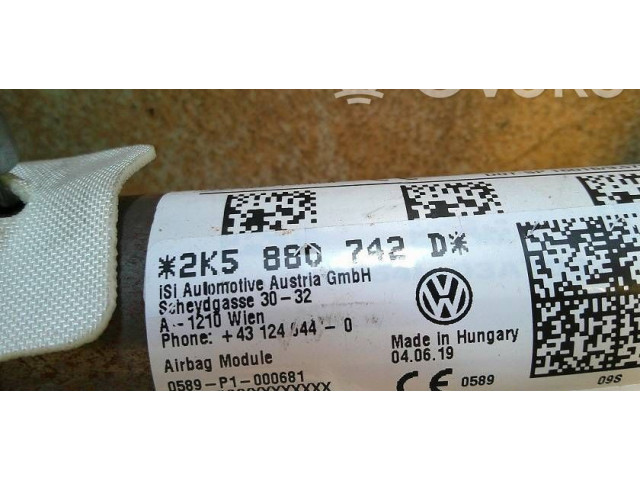 *2K5 880 742 D*
iSi Automotive Austria GmbH
Scheydgasse 30-32
A-1210 Wien
Phone: +43 124 044 - 0
Airbag Module
0589-P1-000681
Made in Hungary
04.06.19
CE 0589
09S